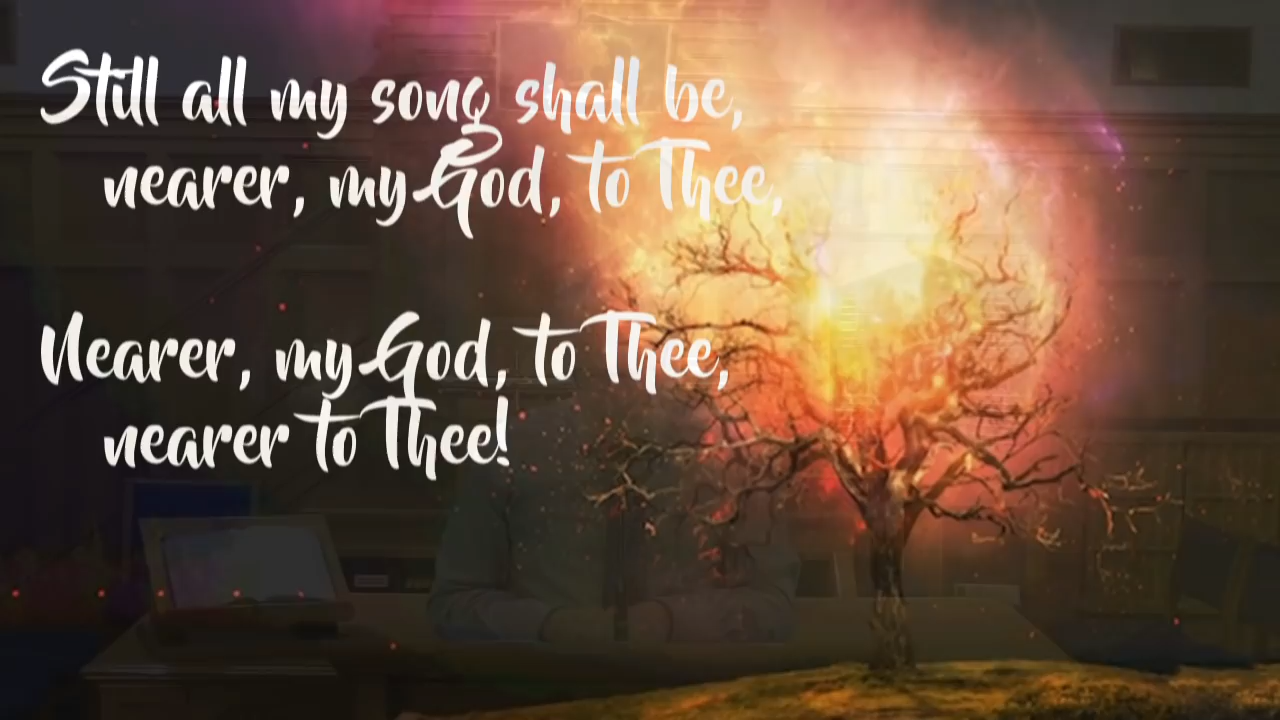 Still all my song shall be,
nearer, my God, to Thee,
Nearer, my God, to Thee,
nearer to Thee!